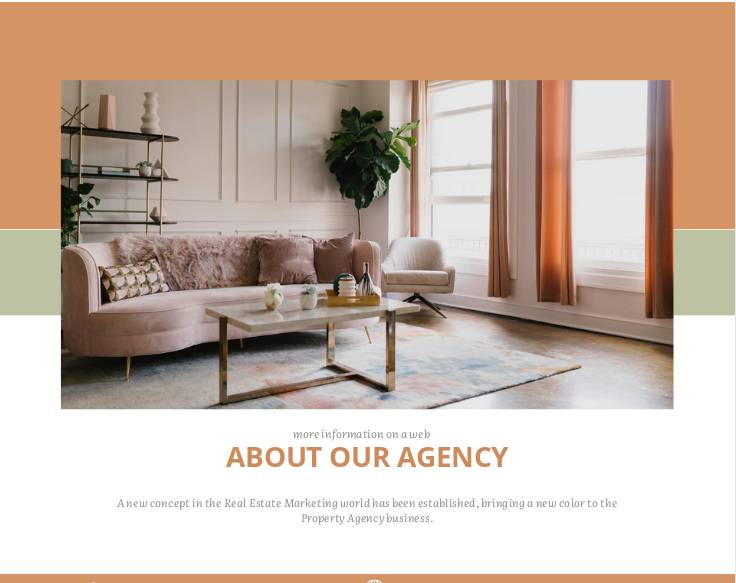 more information on a web
ABOUT OUR AGENCY
A new concept in the Real Estate Marketing world has been established, bringing a new color to the
Property Agency business.